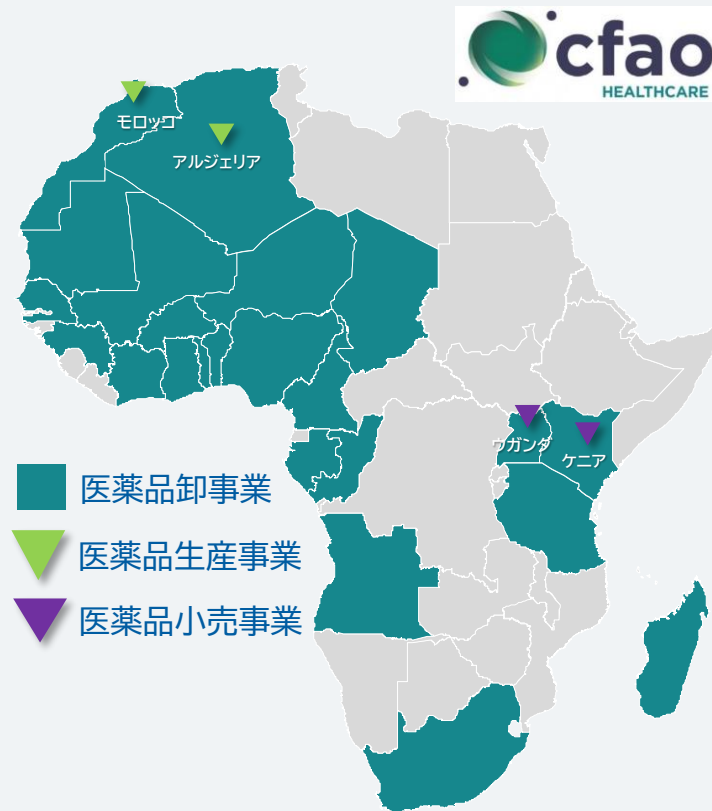 cfao
HEALTHCARE
モロッコ
アルジェリア
ウガンダ
ケニア
医薬品卸事業
医薬品生産事業
医薬品小売事業